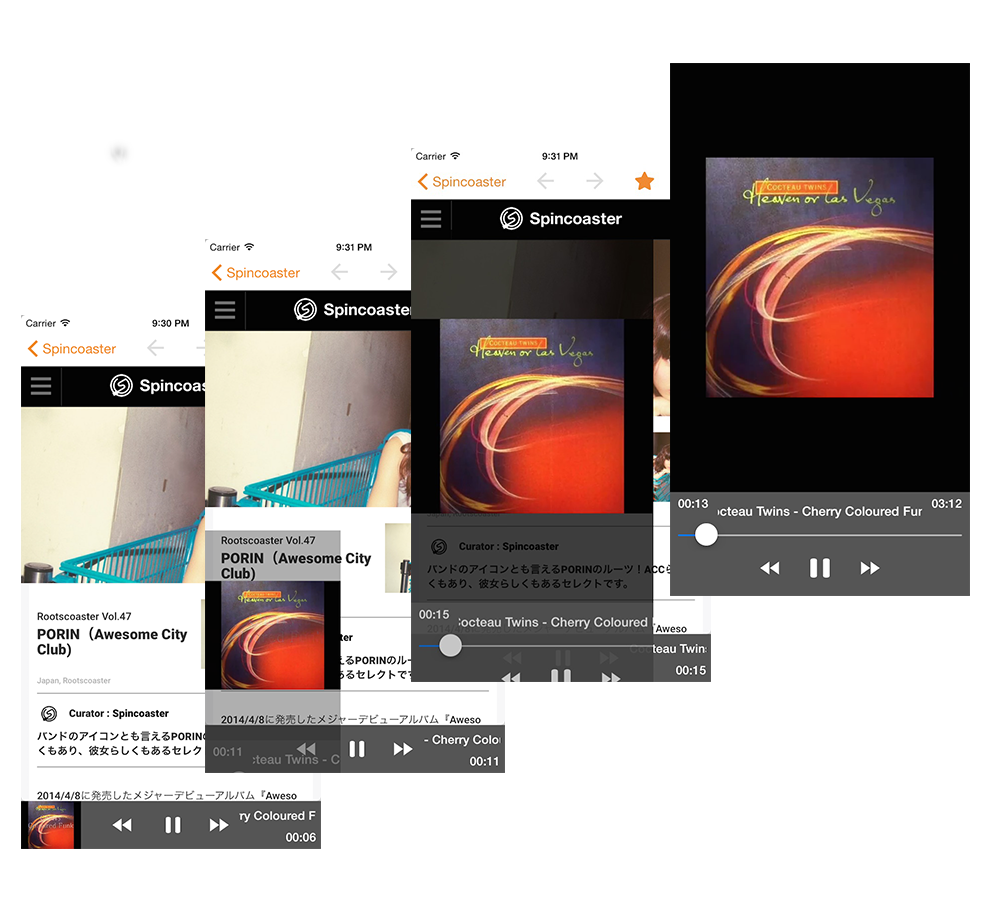 Carrier
9:30 PM
Spincoaster
Spincoas
Rootscoaster Vol.47
PORIN（Awesome City
Club)
Japan, Rootscoaster
Curator : Spincoaster
バンドのアイコンとも言えるPORIN
くもあり、彼女らしくもあるセレク
2014/4/8に発売したメジャーデビューアルバム『Aweso
ry Coloured F
00:06
Carrier
9:31 PM
Spincoaster
Spincoaster
Rootscoaster Vol.47
PORIN（Awesome City
Club)
COCTEAU TWINS
Heaven or Las Vegas
ter
えるPORINのルー
あるセレクトで
2014/4/8に発売したメジャーデビューアルバム『Aweso
00:11
cteau Twins - C
- Cherry Colo
00:11
Carrier
9:31 PM
Spincoaster
Spincoaster
COCTEAU TWINS
Heaven or Las Vegas
Curator : Spincoaster
バンドのアイコンとも言えるPORINのルーツ！ACCら
くもあり、彼女らしくもあるセレクトです。
00:15
octeau Twins - Cherry Coloured
『Aweso
Cocteau Twins
00:15
COCTEAU TWINS
Heaven or Las Vegas
00:13
octeau Twins - Cherry Coloured Fun
03:12